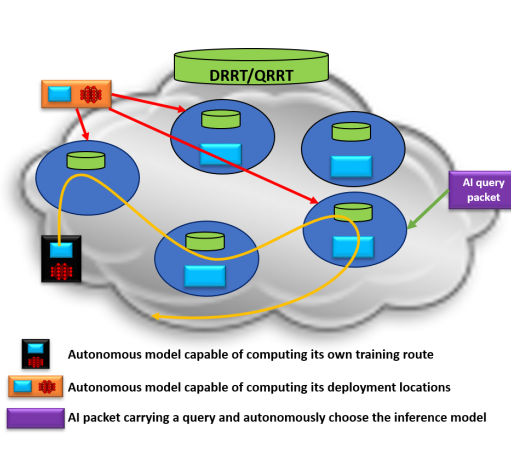 DRRT/QRRT
AI query
packet
Autonomous model capable of computing its own training route
Autonomous model capable of computing its deployment locations
AI packet carrying a query and autonomously choose the inference model